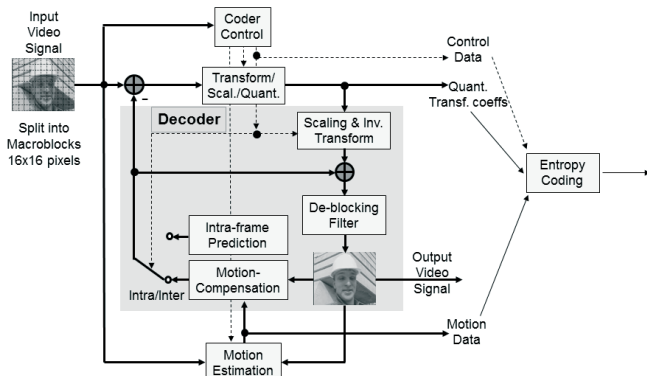 Input
Video
Signal
Coder
Control
Control
Data
Transform/
Scal./Quant.
Quant.
Transf. coeffs
–
Split into
Macroblocks
16x16 pixels
Decoder
Scaling & Inv.
Transform
Entropy
Coding
De-blocking
Filter
Intra-frame
Prediction
Output
Video
Signal
Motion-
Compensation
Intra/Inter
Motion
Data
Motion
Estimation